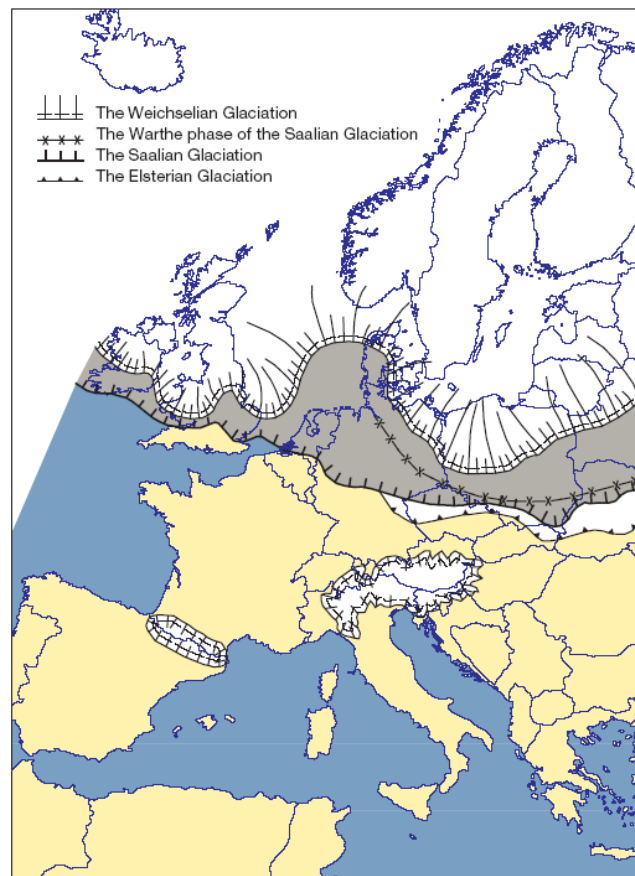 The Weichselian Glaciation
The Warthe phase of the Saalian Glaciation
The Saalian Glaciation
The Elsterian Glaciation